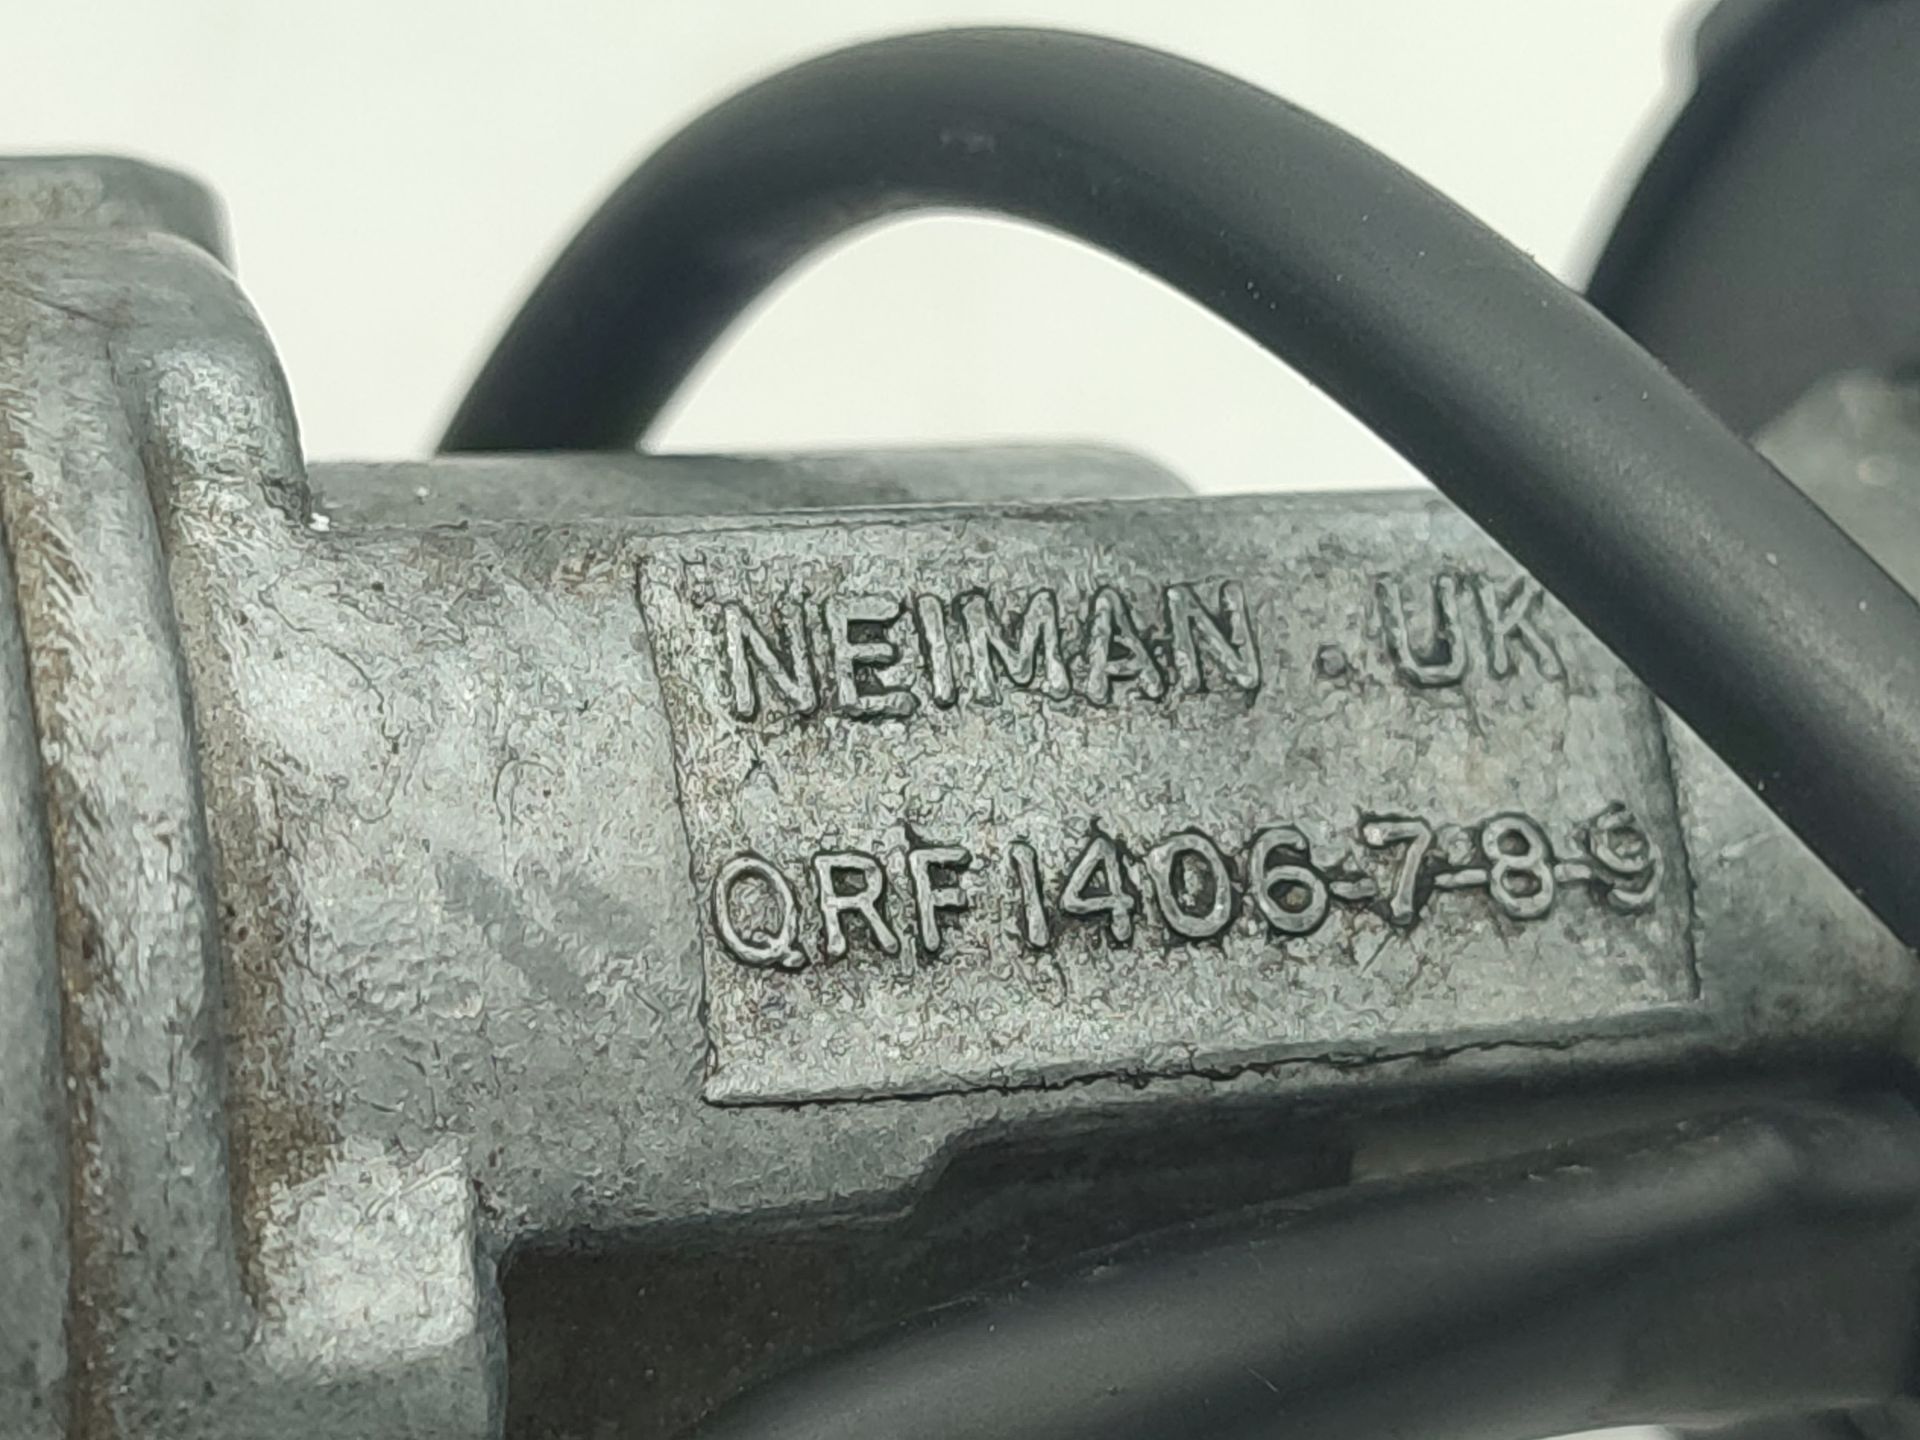 NEIMAN . UK
QRF 1406-7-8-9